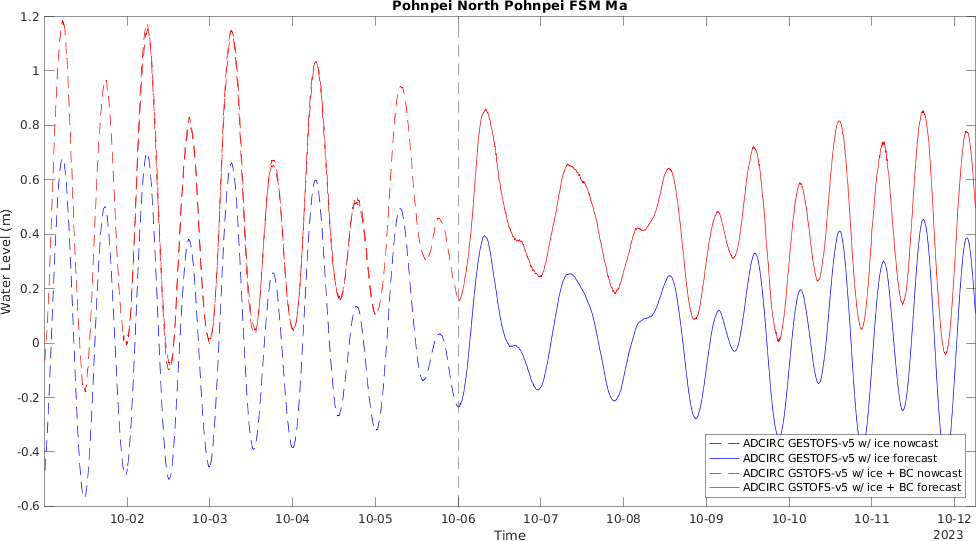 Pohnpei North Pohnpei FSM Ma
1.2
1
0.8
0.6
0.4
0.2
0
-0.2
-0.4
-0.6
Water Level (m)
ADCIRC GESTOFS-v5 w/ ice nowcast
ADCIRC GESTOFS-v5 w/ ice forecast
ADCIRC GSTOFS-v5 w/ ice + BC nowcast
ADCIRC GSTOFS-v5 w/ ice + BC forecast
10-02 10-03 10-04 10-05 10-06 10-07 10-08 10-09 10-10 10-11 10-12
Time
2023